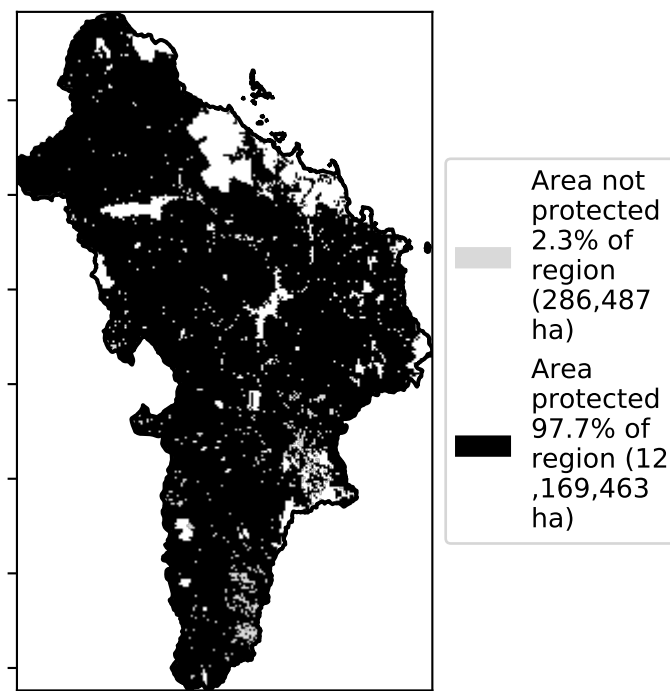 Area not
protected
2.3% of
region
(286,487
ha)
Area
protected
97.7% of
region (12
,169,463
ha)